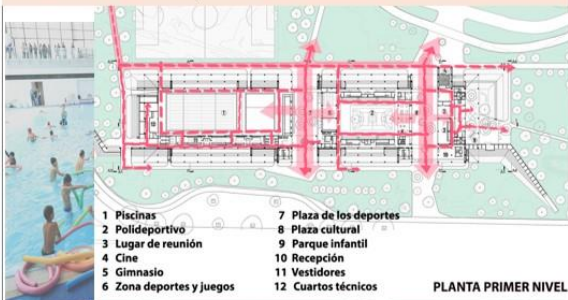 1 Piscinas
2 Polideportivo
3 Lugar de reunión
4 Cine
5 Gimnasio
6 Zona deportes y juegos
7 Plaza de los deportes
8 Plaza cultural
9 Parque infantil
10 Recepción
11 Vestidores
12 Cuartos técnicos
PLANTA PRIMER NIVEL